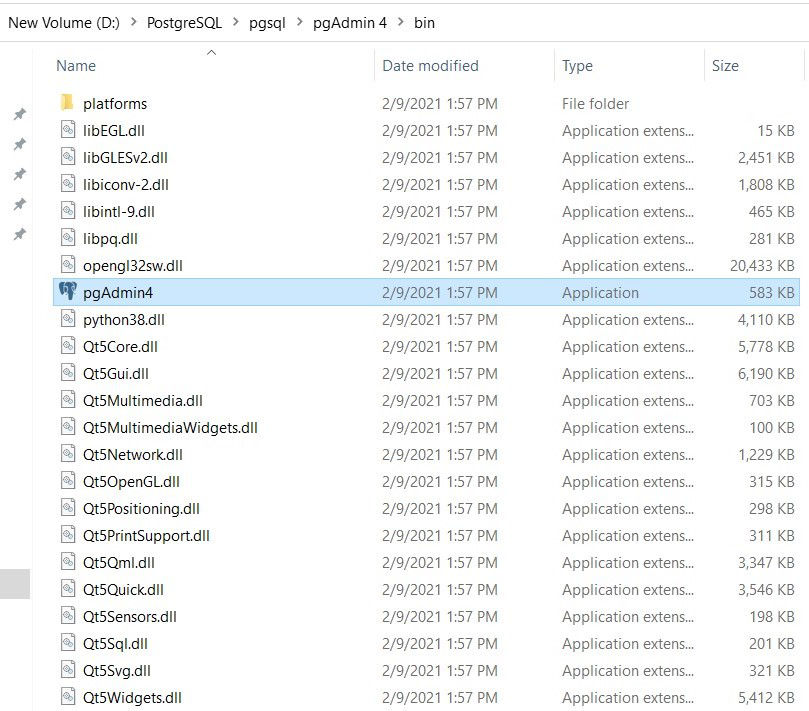 New Volume (D:) > PostgreSQL > pgsql > pgAdmin 4 > bin
Name Date modified Type Size
platforms 2/9/2021 1:57 PM File folder
libEGL.dll 2/9/2021 1:57 PM Application extens... 15 KB
libGLESv2.dll 2/9/2021 1:57 PM Application extens... 2,451 KB
libiconv-2.dll 2/9/2021 1:57 PM Application extens... 1,808 KB
libintl-9.dll 2/9/2021 1:57 PM Application extens... 465 KB
libpq.dll 2/9/2021 1:57 PM Application extens... 281 KB
opengl32sw.dll 2/9/2021 1:57 PM Application extens... 20,433 KB
pgAdmin4 2/9/2021 1:57 PM Application 583 KB
python38.dll 2/9/2021 1:57 PM Application extens... 4,110 KB
Qt5Core.dll 2/9/2021 1:57 PM Application extens... 5,778 KB
Qt5Gui.dll 2/9/2021 1:57 PM Application extens... 6,190 KB
Qt5Multimedia.dll 2/9/2021 1:57 PM Application extens... 703 KB
Qt5MultimediaWidgets.dll 2/9/2021 1:57 PM Application extens... 100 KB
Qt5Network.dll 2/9/2021 1:57 PM Application extens... 1,229 KB
Qt5OpenGL.dll 2/9/2021 1:57 PM Application extens... 315 KB
Qt5Positioning.dll 2/9/2021 1:57 PM Application extens... 298 KB
Qt5PrintSupport.dll 2/9/2021 1:57 PM Application extens... 311 KB
Qt5Qml.dll 2/9/2021 1:57 PM Application extens... 3,347 KB
Qt5Quick.dll 2/9/2021 1:57 PM Application extens... 3,546 KB
Qt5Sensors.dll 2/9/2021 1:57 PM Application extens... 198 KB
Qt5Sql.dll 2/9/2021 1:57 PM Application extens... 201 KB
Qt5Svg.dll 2/9/2021 1:57 PM Application extens... 321 KB
Qt5Widgets.dll 2/9/2021 1:57 PM Application extens... 5,412 KB